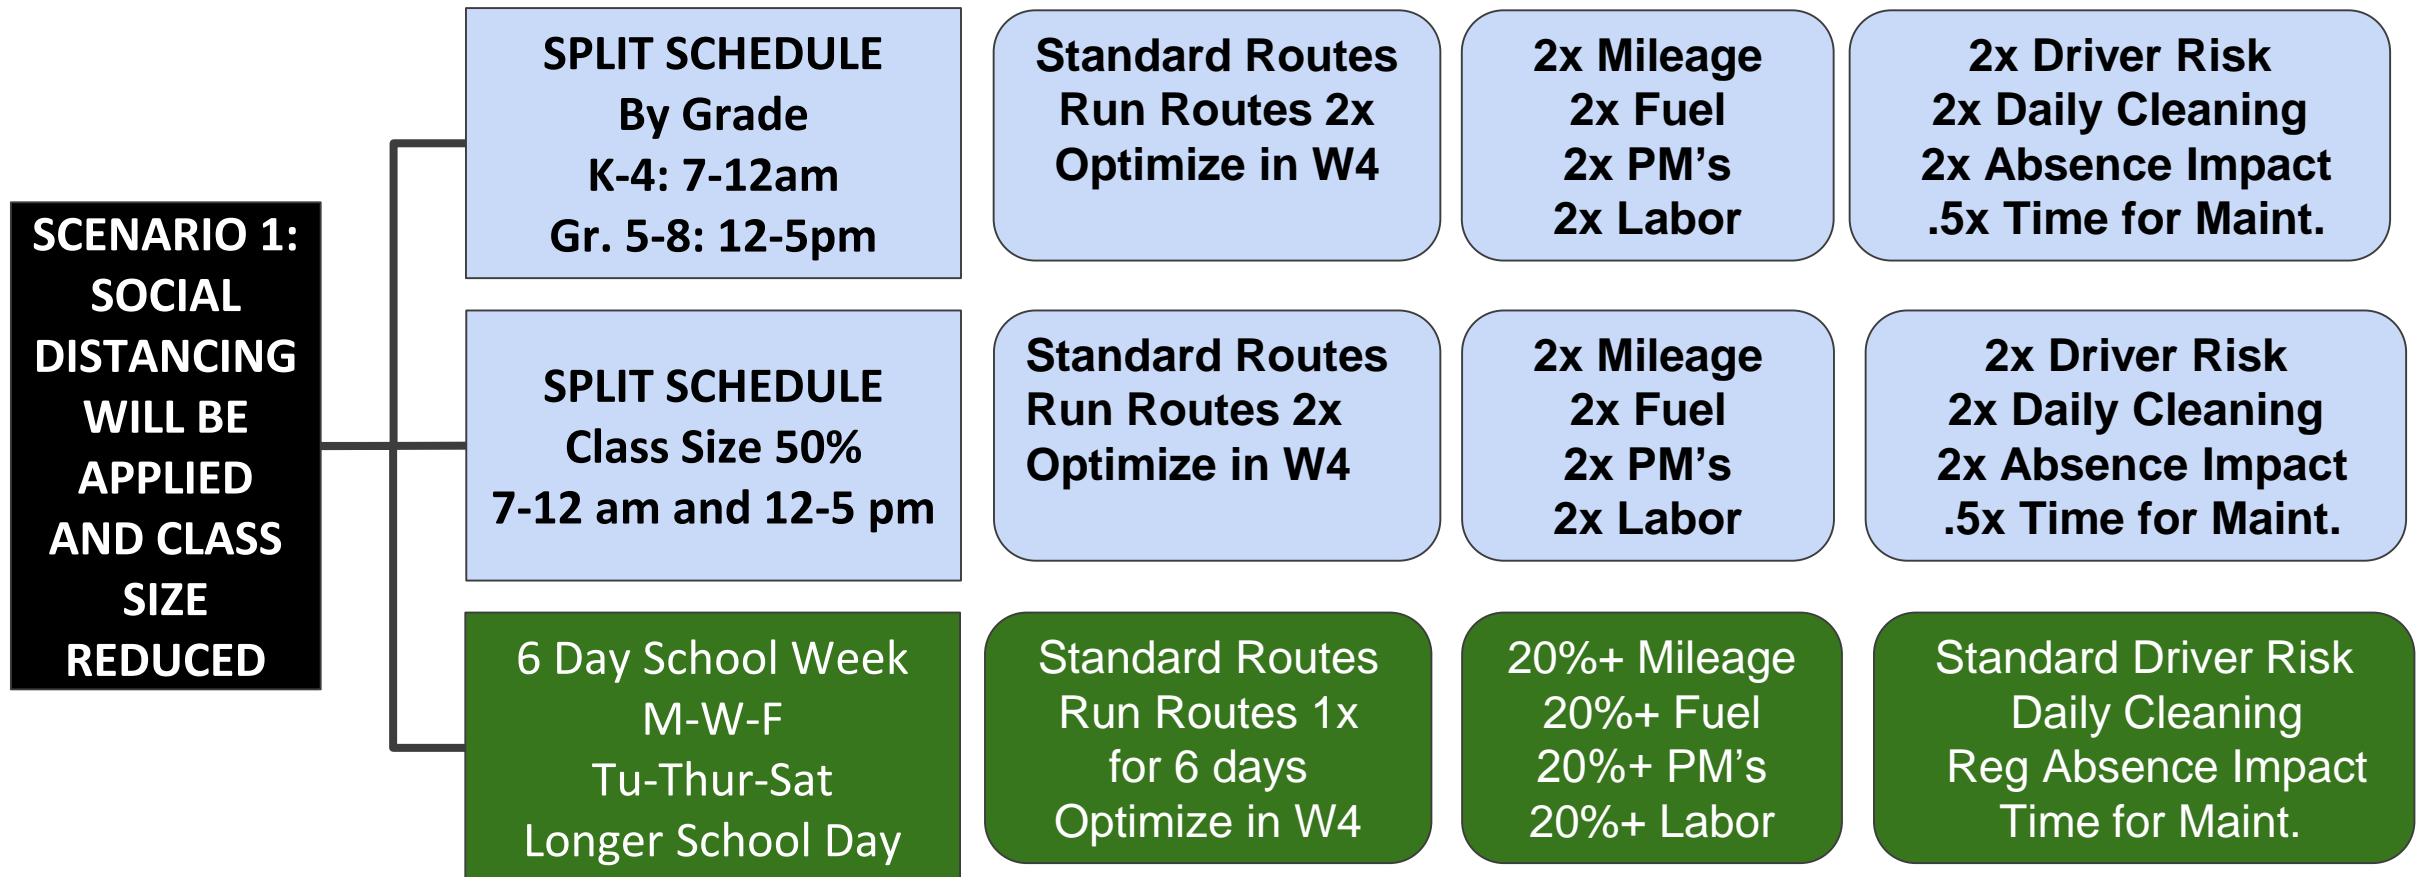 SCENARIO 1:
SOCIAL
DISTANCING
WILL BE
APPLIED
AND CLASS
SIZE
REDUCED
SPLIT SCHEDULE
By Grade
K-4: 7-12am
Gr. 5-8: 12-5pm
Standard Routes
Run Routes 2x
Optimize in W4
2x Mileage
2x Fuel
2x PM's
2x Labor
2x Driver Risk
2x Daily Cleaning
2x Absence Impact
.5x Time for Maint.
SPLIT SCHEDULE
Class Size 50%
7-12 am and 12-5 pm
Standard Routes
Run Routes 2x
Optimize in W4
2x Mileage
2x Fuel
2x PM's
2x Labor
2x Driver Risk
2x Daily Cleaning
2x Absence Impact
.5x Time for Maint.
6 Day School Week
M-W-F
Tu-Thur-Sat
Longer School Day
Standard Routes
Run Routes 1x
for 6 days
Optimize in W4
20%+ Mileage
20%+ Fuel
20%+ PM's
20%+ Labor
Standard Driver Risk
Daily Cleaning
Reg Absence Impact
Time for Maint.